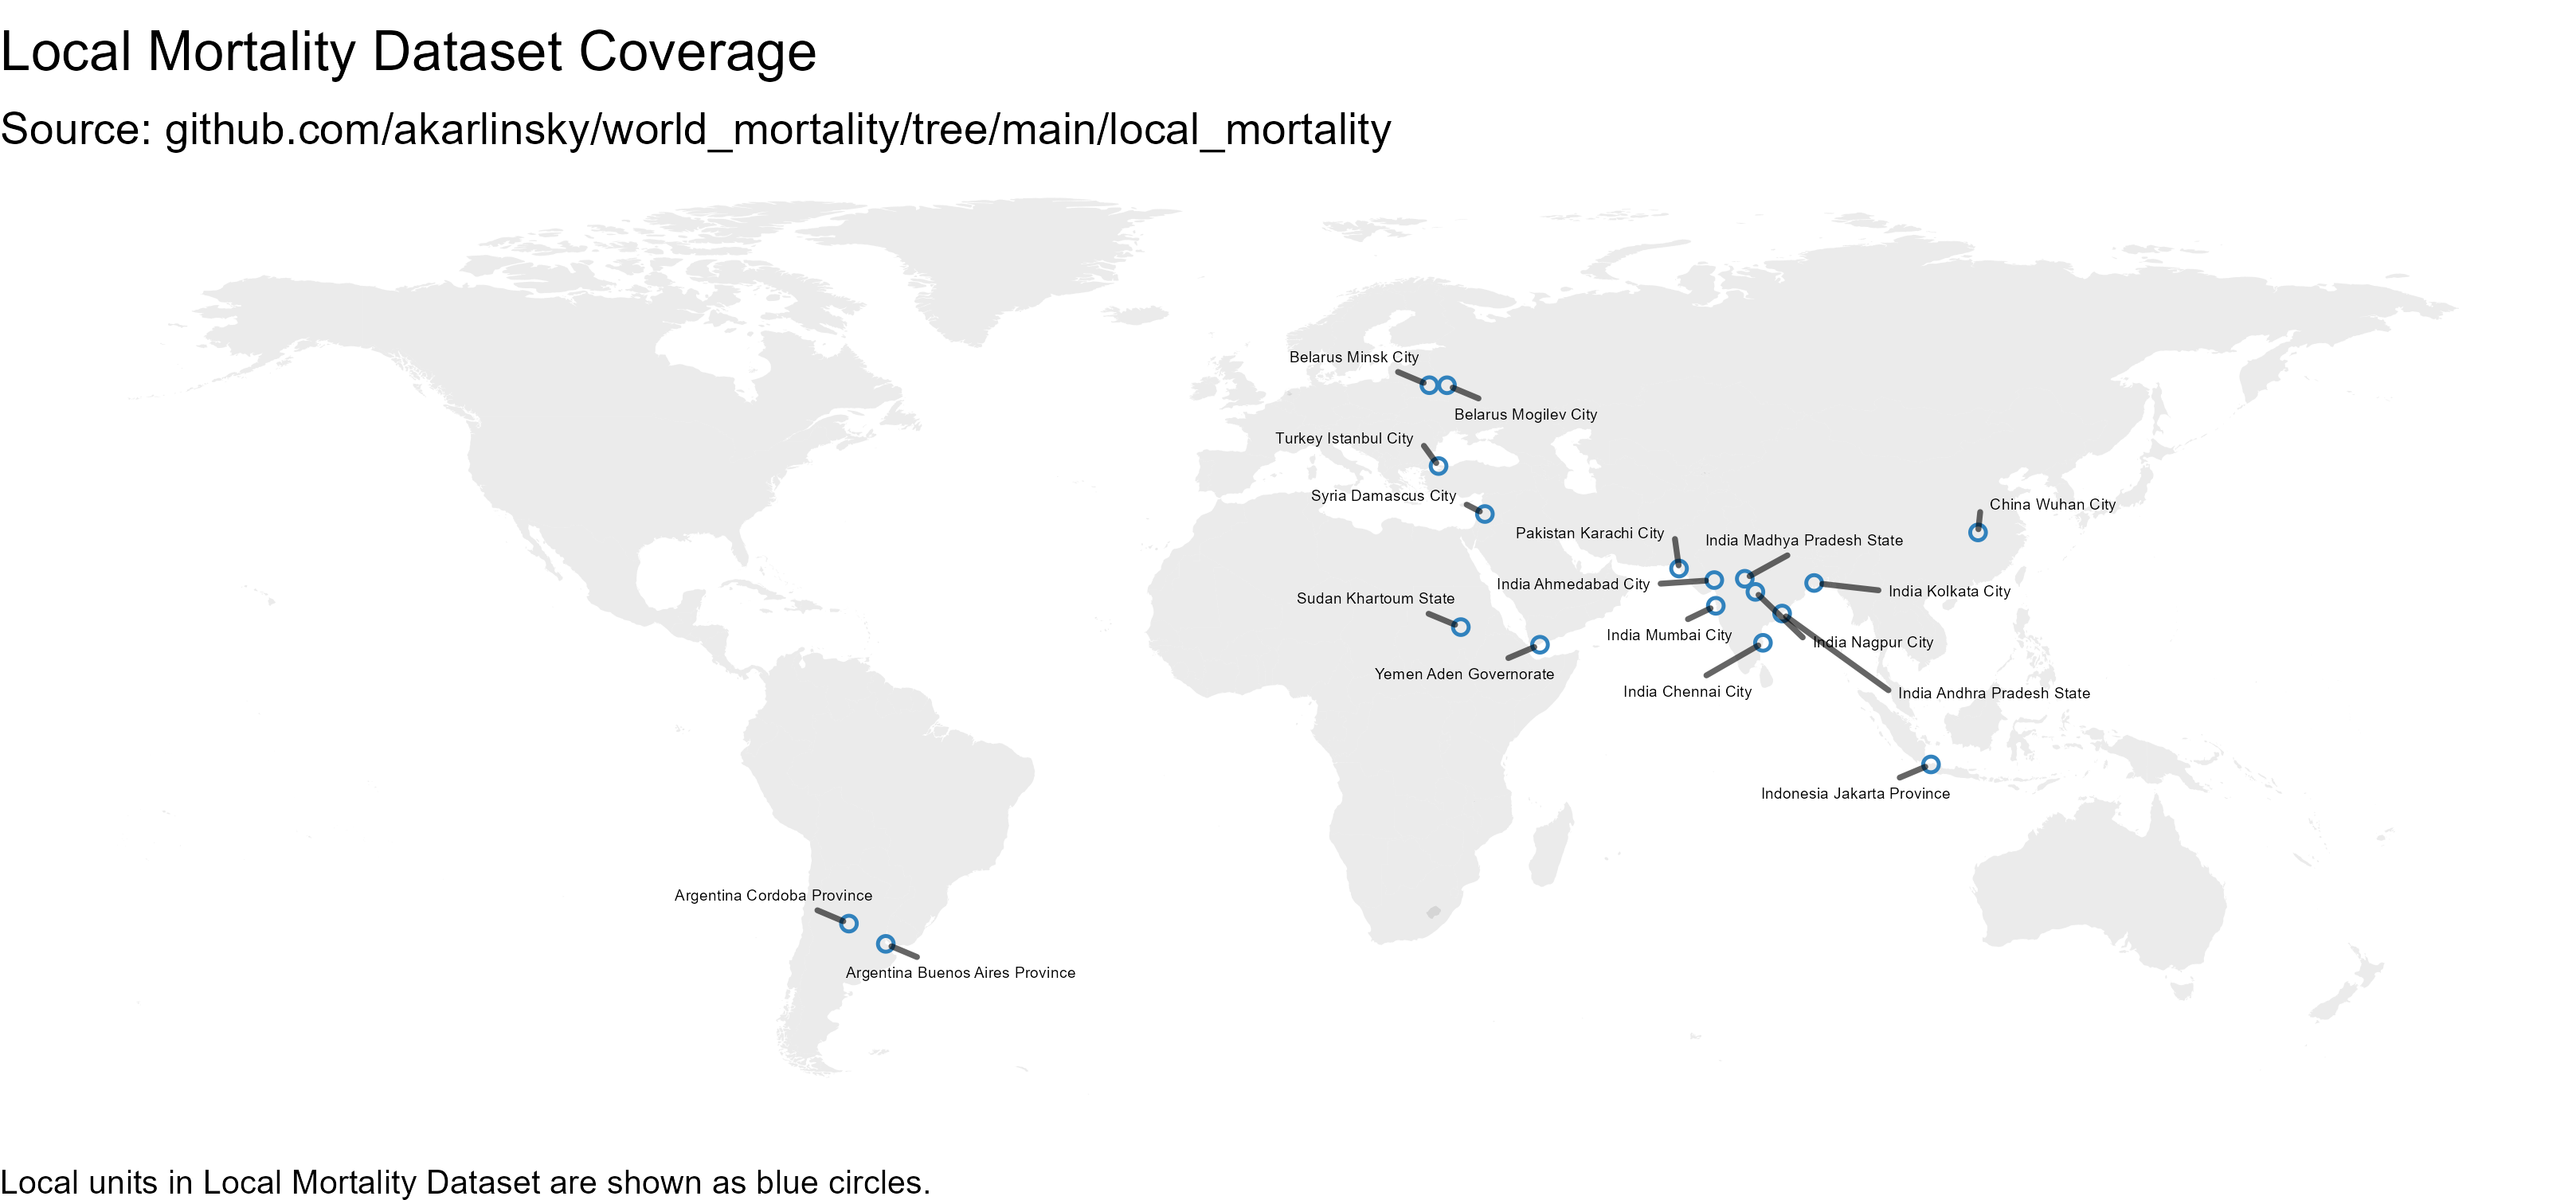 Local Mortality Dataset Coverage
Source: github.com/akarlinsky/world_mortality/tree/main/local_mortality
Belarus Minsk City
Belarus Mogilev City
Turkey Istanbul City
Syria Damascus City
China Wuhan City
Pakistan Karachi City
India Madhya Pradesh State
India Ahmedabad City
India Kolkata City
Sudan Khartoum State
India Mumbai City
India Nagpur City
Yemen Aden Governorate
India Chennai City
India Andhra Pradesh State
Indonesia Jakarta Province
Argentina Cordoba Province
Argentina Buenos Aires Province
Local units in Local Mortality Dataset are shown as blue circles.